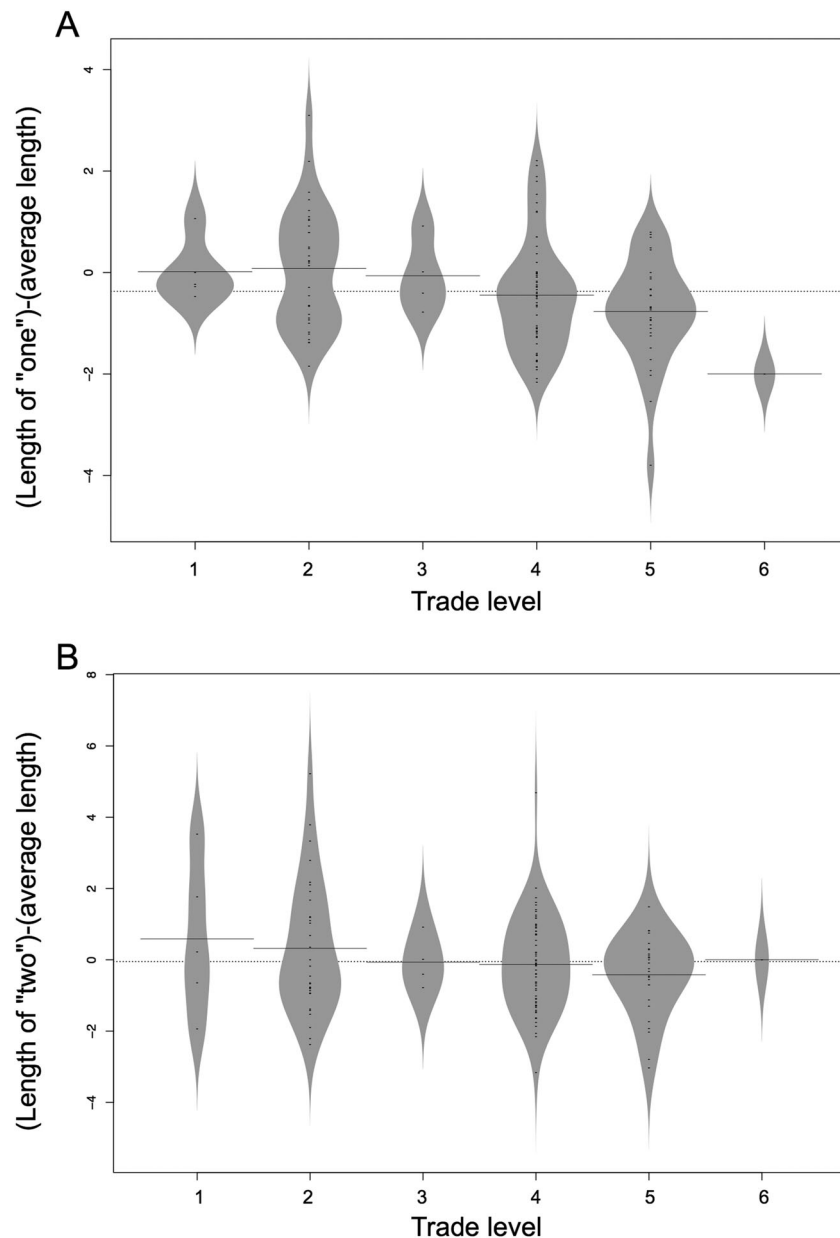 A
(Length of "one")-(average length)
4
2
0
-2
-4
1 2 3 4 5 6
Trade level
B
(Length of "two")-(average length)
8
6
4
2
0
-2
-4
1 2 3 4 5 6
Trade level